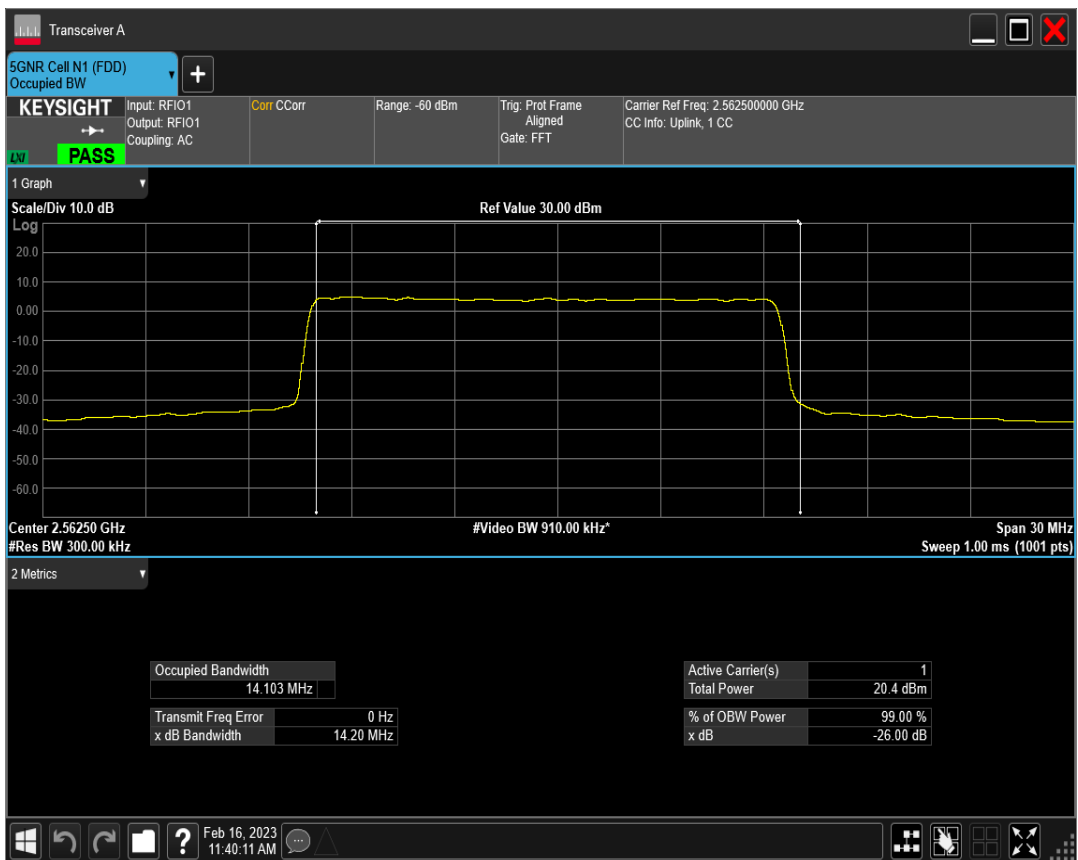 Transceiver A
5GNR Cell N1 (FDD)
Occupied BW
+
KEYSIGHT
Input: RFIO1
Output: RFIO1
Coupling: AC
Corr CCorr
Range: -60 dBm
Trig: Prot Frame
Aligned
Gate: FFT
Carrier Ref Freq: 2.562500000 GHz
CC Info: Uplink, 1 CC
LXI
PASS
1 Graph
Scale/Div 10.0 dB
Ref Value 30.00 dBm
Log
20.0
10.0
0.00
-10.0
-20.0
-30.0
-40.0
-50.0
-60.0
Center 2.56250 GHz
#Video BW 910.00 kHz*
Span 30 MHz
#Res BW 300.00 kHz
Sweep 1.00 ms (1001 pts)
2 Metrics
Occupied Bandwidth
14.103 MHz
Transmit Freq Error 0 Hz
x dB Bandwidth 14.20 MHz
Active Carrier(s) 1
Total Power 20.4 dBm
% of OBW Power 99.00 %
x dB -26.00 dB
?
Feb 16, 2023
11:40:11 AM